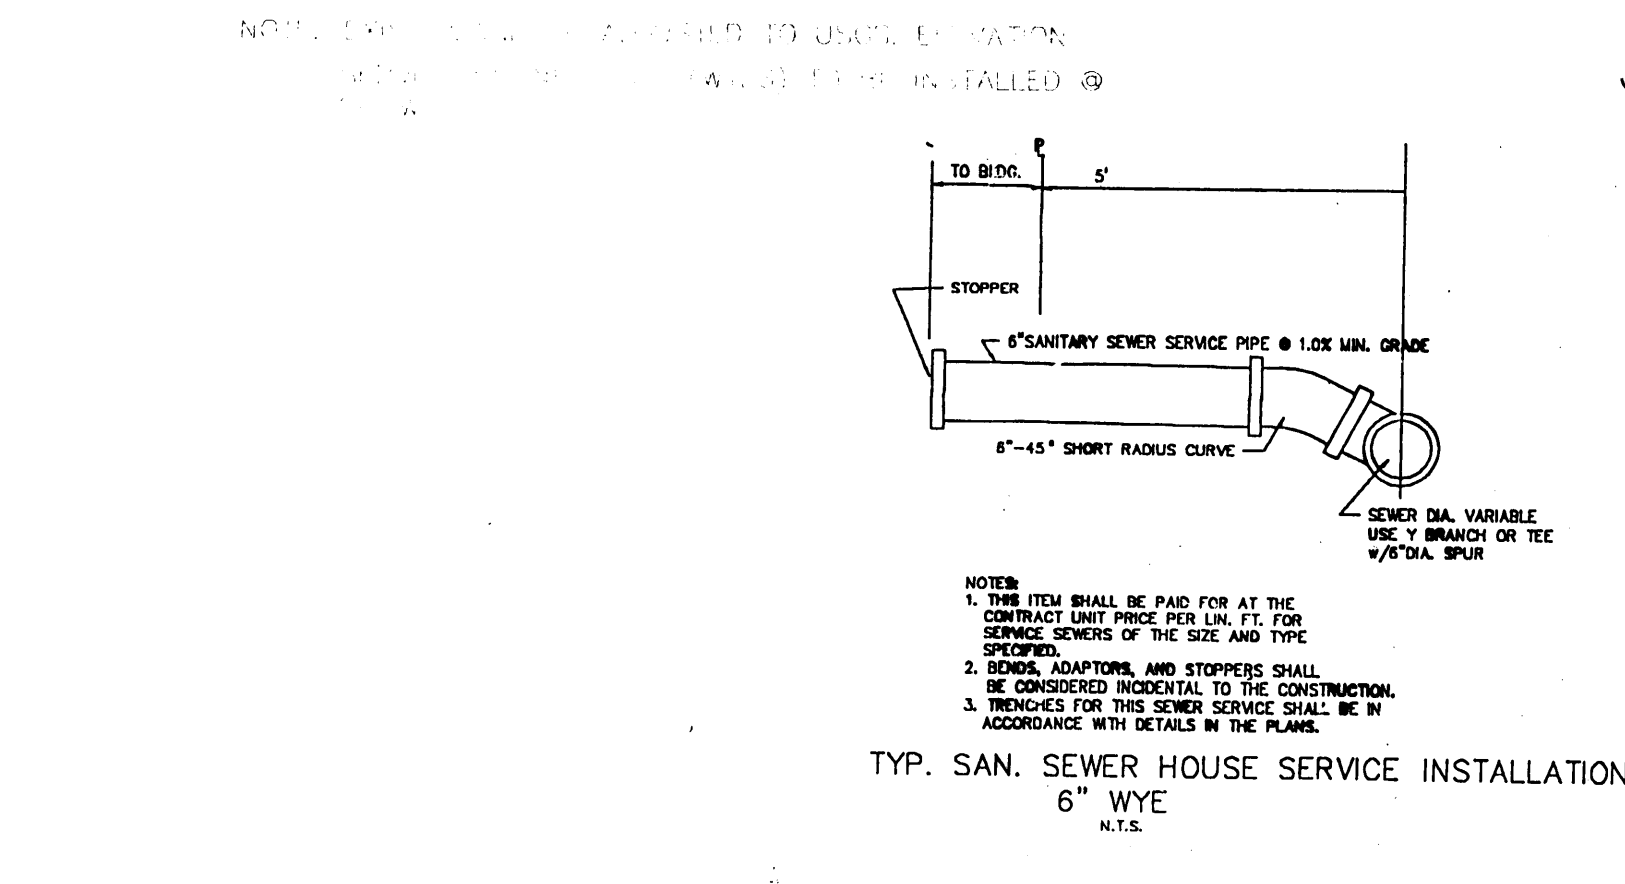 TO USGS.
INSTALLED @
P
TO BLDG.
5'
STOPPER
6"SANITARY SEWER SERVICE PIPE @ 1.0% MIN. GRADE
6"-45° SHORT RADIUS CURVE
SEWER DIA. VARIABLE
USE Y BRANCH OR TEE
w/6"DIA. SPUR
NOTES:
1. THIS ITEM SHALL BE PAID FOR AT THE
CONTRACT UNIT PRICE PER LIN. FT. FOR
SERVICE SEWERS OF THE SIZE AND TYPE
SPECIFIED.
2. BENDS, ADAPTORS, AND STOPPERS SHALL
BE CONSIDERED INCIDENTAL TO THE CONSTRUCTION.
3. TRENCHES FOR THIS SEWER SERVICE SHALL BE IN
ACCORDANCE WITH DETAILS IN THE PLANS.
TYP. SAN. SEWER HOUSE SERVICE INSTALLATION
6" WYE
N.T.S.